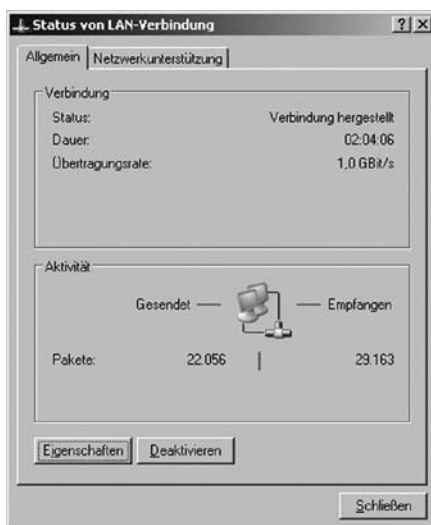 Status von LAN-Verbindung
Allgemein Netzwerkunterstützung
Verbindung
Status: Verbindung hergestellt
Dauer: 02:04:06
Übertragungsrate: 1,0 GBit/s
Aktivität
Gesendet Empfangen
Pakete: 22.056 29.163
Eigenschaften Deaktivieren
Schließen